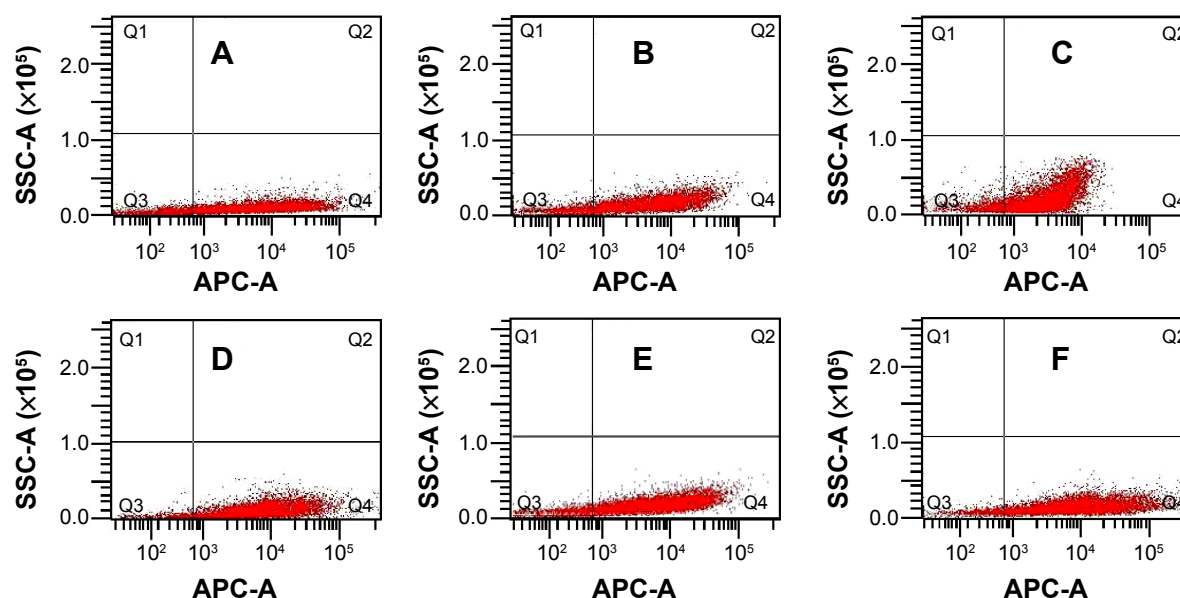 Q1 A Q2
SSC-A (×10⁵)
2.0
1.0
0.0
Q3 Q4
10² 10³ 10⁴ 10⁵
APC-A
Q1 B Q2
SSC-A (×10⁵)
2.0
1.0
0.0
Q3 Q4
10² 10³ 10⁴ 10⁵
APC-A
Q1 C Q2
SSC-A (×10⁵)
2.0
1.0
0.0
Q3 Q4
10² 10³ 10⁴ 10⁵
APC-A
Q1 D Q2
SSC-A (×10⁵)
2.0
1.0
0.0
Q3 Q4
10² 10³ 10⁴ 10⁵
APC-A
Q1 E Q2
SSC-A (×10⁵)
2.0
1.0
0.0
Q3 Q4
10² 10³ 10⁴ 10⁵
APC-A
Q1 F Q2
SSC-A (×10⁵)
2.0
1.0
0.0
Q3 Q4
10² 10³ 10⁴ 10⁵
APC-A